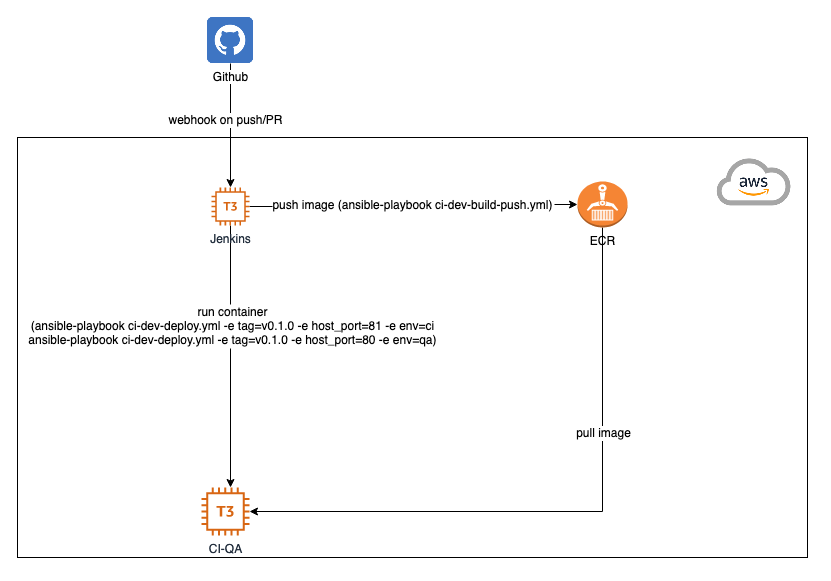 Github
webhook on push/PR
aws
T3
push image (ansible-playbook ci-dev-build-push.yml)
Jenkins
ECR
run container
(ansible-playbook ci-dev-deploy.yml -e tag=v0.1.0 -e host_port=81 -e env=ci
ansible-playbook ci-dev-deploy.yml -e tag=v0.1.0 -e host_port=80 -e env=qa)
pull image
T3
CI-QA